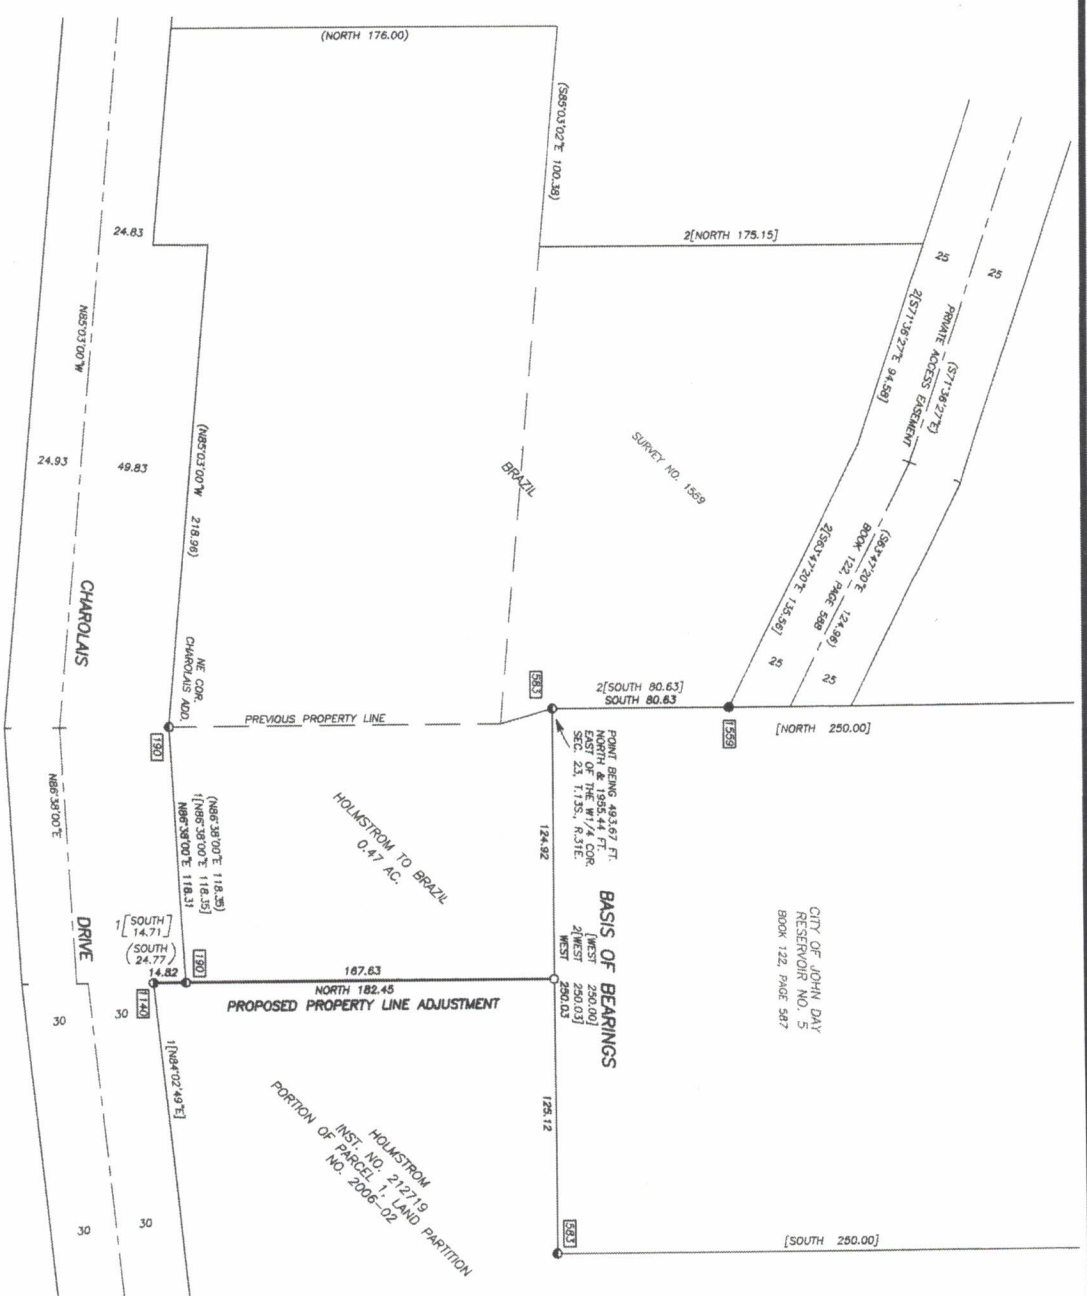 (NORTH 176.00)
(S85°03'02"E 100.38)
2[NORTH 175.15]
25
25
PRIVATE ACCESS EASEMENT
(S71°36'27"E)
2[S71°36'27"E 94.58]
24.83
N85°03'00"W
(N85°03'00"W 218.96)
24.93
49.83
BRAZIL
SURVEY NO. 1569
(S63°47'20"E 124.96)
BOOK 122, PAGE 588
2[S63°47'20"E 135.56]
25
25
CHAROLAIS
NE COR.
CHAROLAIS ADD.
583
2[SOUTH 80.63]
SOUTH 80.63
1559
[NORTH 250.00]
PREVIOUS PROPERTY LINE
190
POINT BEING 493.67 FT.
NORTH & 1955.44 FT.
EAST OF THE W1/4 COR.
SEC. 23, T.13S., R.31E.
N86°38'00"E
HOLMSTROM TO BRAZIL
0.47 AC.
124.92
(N86°38'00"E 118.35)
1[N86°38'00"E 118.35]
N86°38'00"E 118.31
BASIS OF BEARINGS
[WEST 250.00]
2[WEST 250.03]
WEST 250.03
CITY OF JOHN DAY
RESERVOIR NO. 5
BOOK 122, PAGE 587
DRIVE
1[SOUTH 14.71]
(SOUTH 24.77)
14.82
190
167.63
NORTH 182.45
PROPOSED PROPERTY LINE ADJUSTMENT
1140
30
30
1[N84°02'49"E]
125.12
HOLMSTROM
INST. NO. 212719
PORTION OF PARCEL 1, LAND PARTITION
NO. 2006-02
30
30
583
[SOUTH 250.00]